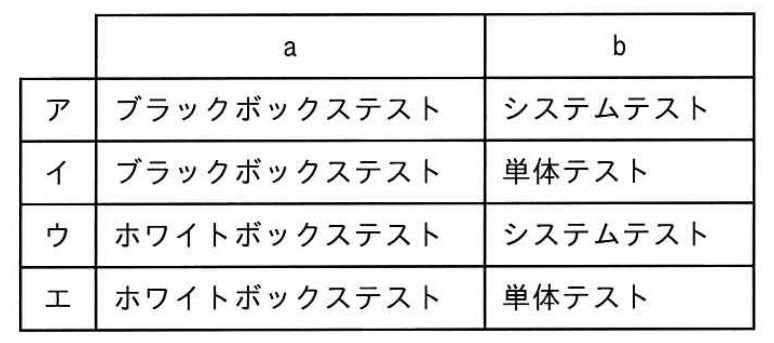 a b
ア ブラックボックステスト システムテスト
イ ブラックボックステスト 単体テスト
ウ ホワイトボックステスト システムテスト
エ ホワイトボックステスト 単体テスト